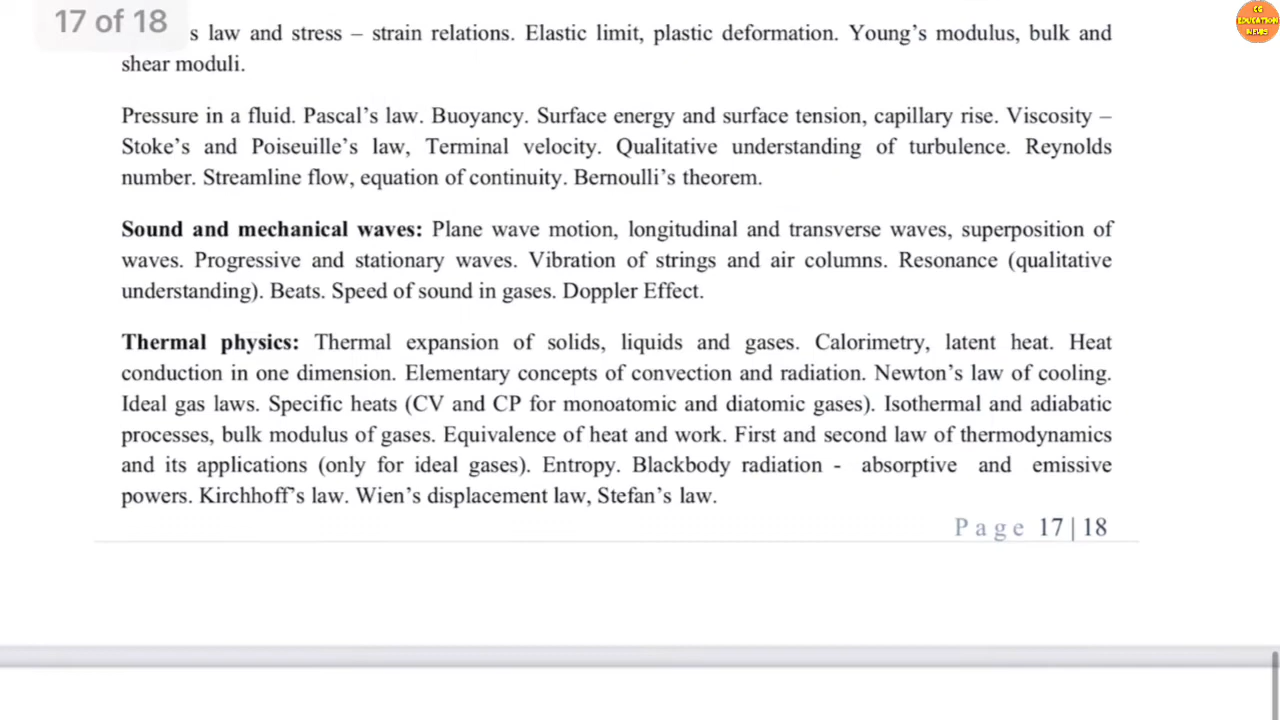 17 of 18
CG
EDUCATION
NEWS
s law and stress – strain relations. Elastic limit, plastic deformation. Young’s modulus, bulk and
shear moduli.
Pressure in a fluid. Pascal’s law. Buoyancy. Surface energy and surface tension, capillary rise. Viscosity –
Stoke’s and Poiseuille’s law, Terminal velocity. Qualitative understanding of turbulence. Reynolds
number. Streamline flow, equation of continuity. Bernoulli’s theorem.
Sound and mechanical waves: Plane wave motion, longitudinal and transverse waves, superposition of
waves. Progressive and stationary waves. Vibration of strings and air columns. Resonance (qualitative
understanding). Beats. Speed of sound in gases. Doppler Effect.
Thermal physics: Thermal expansion of solids, liquids and gases. Calorimetry, latent heat. Heat
conduction in one dimension. Elementary concepts of convection and radiation. Newton’s law of cooling.
Ideal gas laws. Specific heats (CV and CP for monoatomic and diatomic gases). Isothermal and adiabatic
processes, bulk modulus of gases. Equivalence of heat and work. First and second law of thermodynamics
and its applications (only for ideal gases). Entropy. Blackbody radiation - absorptive and emissive
powers. Kirchhoff’s law. Wien’s displacement law, Stefan’s law.
Page 17|18